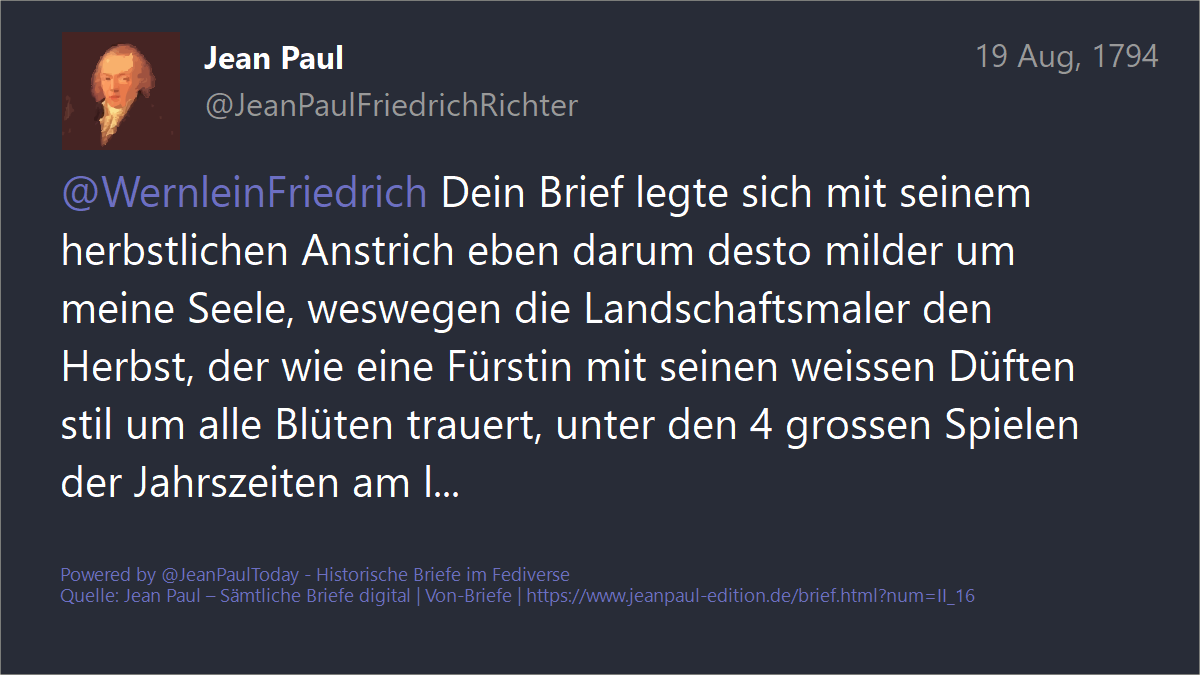 Jean Paul
19 Aug, 1794
@JeanPaulFriedrichRichter
@WernleinFriedrich Dein Brief legte sich mit seinem
herbstlichen Anstrich eben darum desto milder um
meine Seele, weswegen die Landschaftsmaler den
Herbst, der wie eine Fürstin mit seinen weissen Düften
stil um alle Blüten trauert, unter den 4 grossen Spielen
der Jahrszeiten am l...
Powered by @JeanPaulToday - Historische Briefe im Fediverse
Quelle: Jean Paul – Sämtliche Briefe digital | Von-Briefe | https://www.jeanpaul-edition.de/brief.html?num=II_16